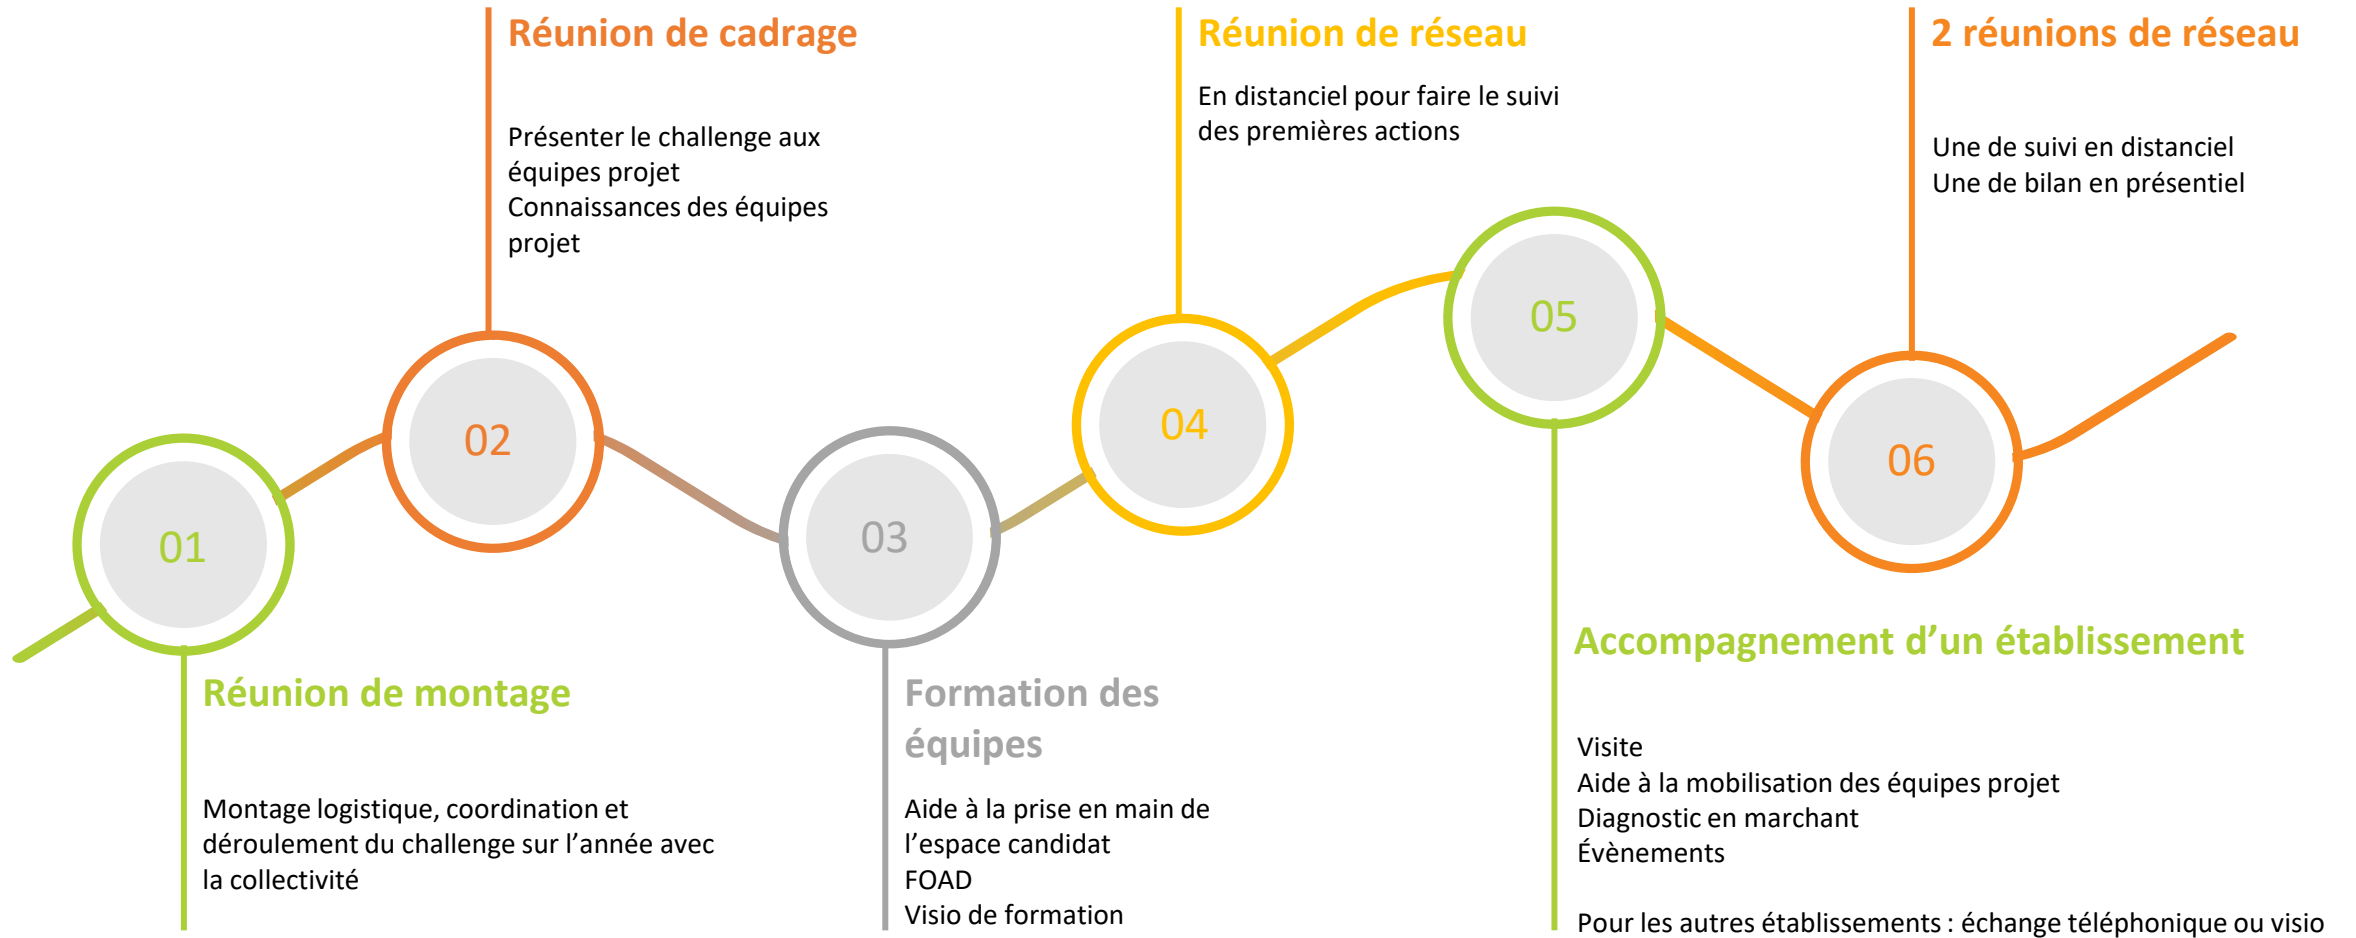 01
Réunion de montage
Montage logistique, coordination et
déroulement du challenge sur l’année avec
la collectivité
02
Réunion de cadrage
Présenter le challenge aux
équipes projet
Connaissances des équipes
projet
03
Formation des
équipes
Aide à la prise en main de
l’espace candidat
FOAD
Visio de formation
04
Réunion de réseau
En distanciel pour faire le suivi
des premières actions
05
Accompagnement d’un établissement
Visite
Aide à la mobilisation des équipes projet
Diagnostic en marchant
Évènements
Pour les autres établissements : échange téléphonique ou visio
06
2 réunions de réseau
Une de suivi en distanciel
Une de bilan en présentiel